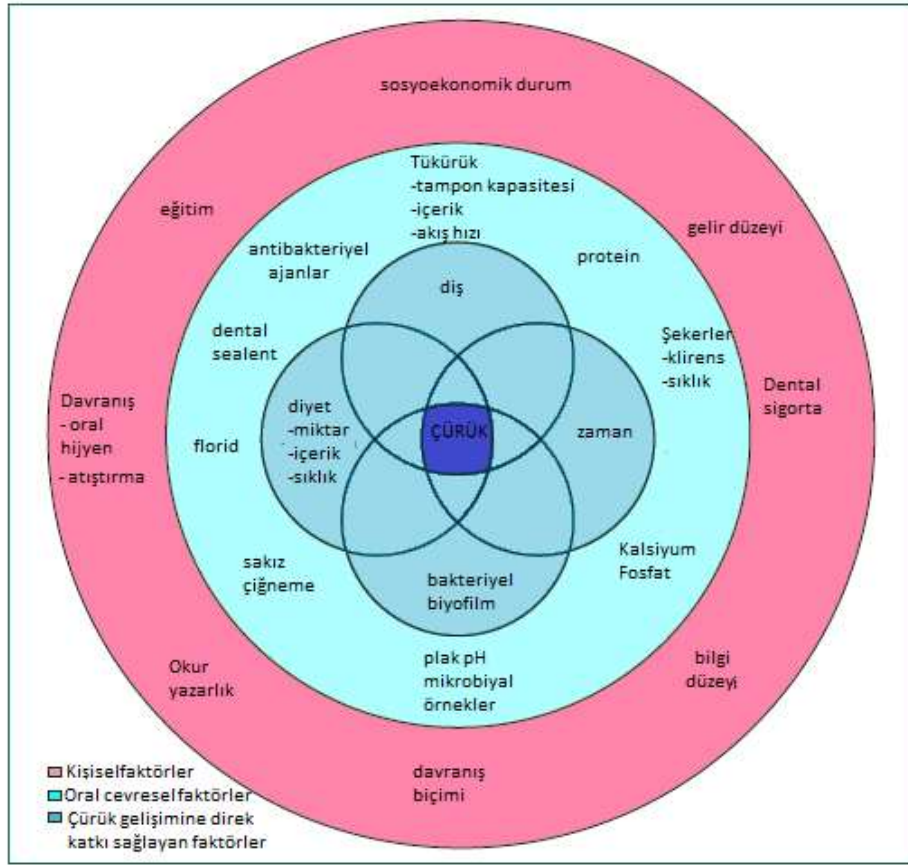 sosyoekonomik durum
Tükürük
-tampon kapasitesi
-içerik
-akış hızı
eğitim
gelir düzeyi
antibakteriyel
ajanlar
protein
diş
dental
sealent
Şekerler
-klirens
-sıklık
Davranış
- oral
hijyen
- atıştırma
florid
diyet
-miktar
-içerik
-sıklık
ÇÜRÜK
zaman
Dental
sigorta
sakız
çiğneme
bakteriyel
biyofilm
Kalsiyum
Fosfat
Okur
yazarlık
plak pH
mikrobiyal
örnekler
bilgi
düzeyi
davranış
biçimi
Kişiselfaktörler
Oral cevresel faktörler
Çürük gelişimine direk
katkı sağlayan faktörler